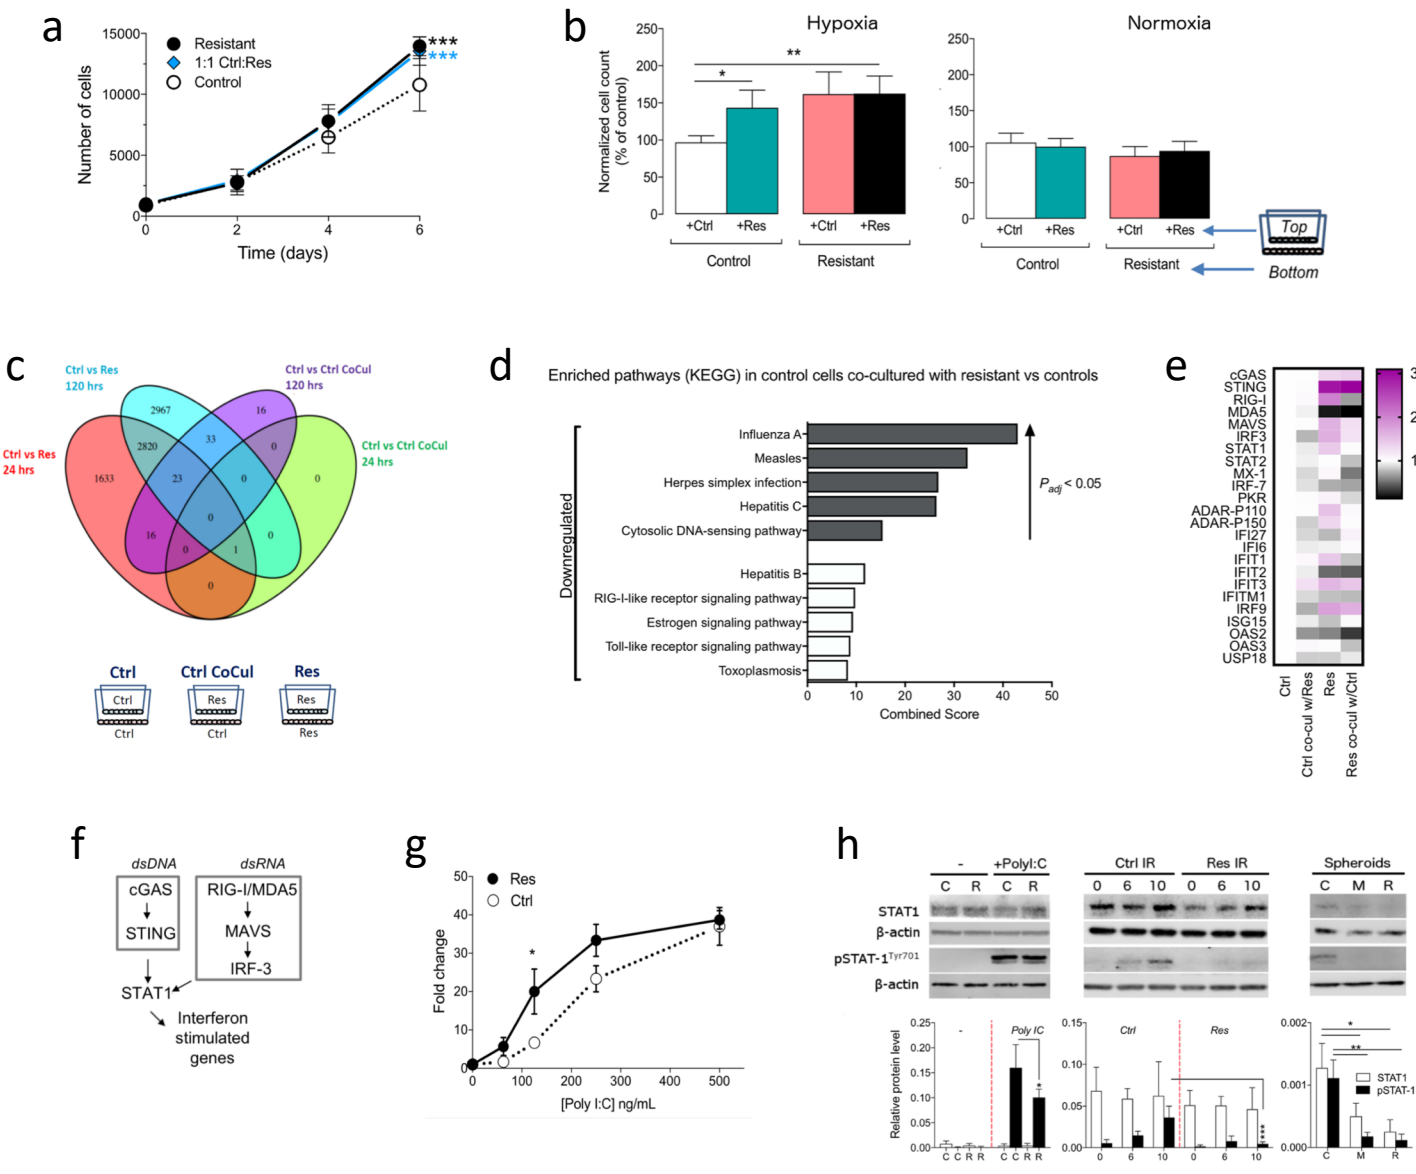 a
15000
10000
5000
0
Number of cells
Resistant
1:1 Ctrl:Res
Control
***
***
0 2 4 6
Time (days)
b
Hypoxia
Normoxia
Normalized cell count
(% of control)
250
200
150
100
50
0
*
**
+Ctrl +Res +Ctrl +Res
Control Resistant
250
200
150
100
50
0
+Ctrl +Res +Ctrl +Res
Control Resistant
Top
Bottom
c
Ctrl vs Res
120 hrs
Ctrl vs Ctrl CoCul
120 hrs
Ctrl vs Res
24 hrs
Ctrl vs Ctrl CoCul
24 hrs
2967 16
2820 33 0
1633 23 0 0
0
16 0 1 0
0
Ctrl Ctrl CoCul Res
Ctrl Res Res
Ctrl Ctrl Res
d
Enriched pathways (KEGG) in control cells co-cultured with resistant vs controls
Downregulated
Influenza A
Measles
Herpes simplex infection
Hepatitis C
Cytosolic DNA-sensing pathway
Hepatitis B
RIG-I-like receptor signaling pathway
Estrogen signaling pathway
Toll-like receptor signaling pathway
Toxoplasmosis
Padj < 0.05
0 10 20 30 40 50
Combined Score
e
cGAS
STING
RIG-I
MDA5
MAVS
IRF3
STAT1
STAT2
MX-1
IRF-7
PKR
ADAR-P110
ADAR-P150
IFI27
IFI6
IFIT1
IFIT2
IFIT3
IFITM1
IRF9
ISG15
OAS2
OAS3
USP18
3
2
1
Ctrl
Ctrl co-cul w/Res
Res
Res co-cul w/Ctrl
f
dsDNA dsRNA
cGAS RIG-I/MDA5
STING MAVS
IRF-3
STAT1
Interferon
stimulated
genes
g
50
40
30
20
10
0
Fold change
Res
Ctrl
*
0 100 200 300 400 500
[Poly I:C] ng/mL
h
- +PolyI:C Ctrl IR Res IR Spheroids
C R C R 0 6 10 0 6 10 C M R
STAT1
β-actin
pSTAT-1Tyr701
β-actin
Relative protein level
0.25
0.20
0.15
0.10
0.05
0.00
- Poly IC
*
C C R R C C R R
0.15
0.10
0.05
0.00
Ctrl Res
***
0 6 10 0 6 10
0.002
0.001
0.000
*
**
STAT1
pSTAT-1
C M R